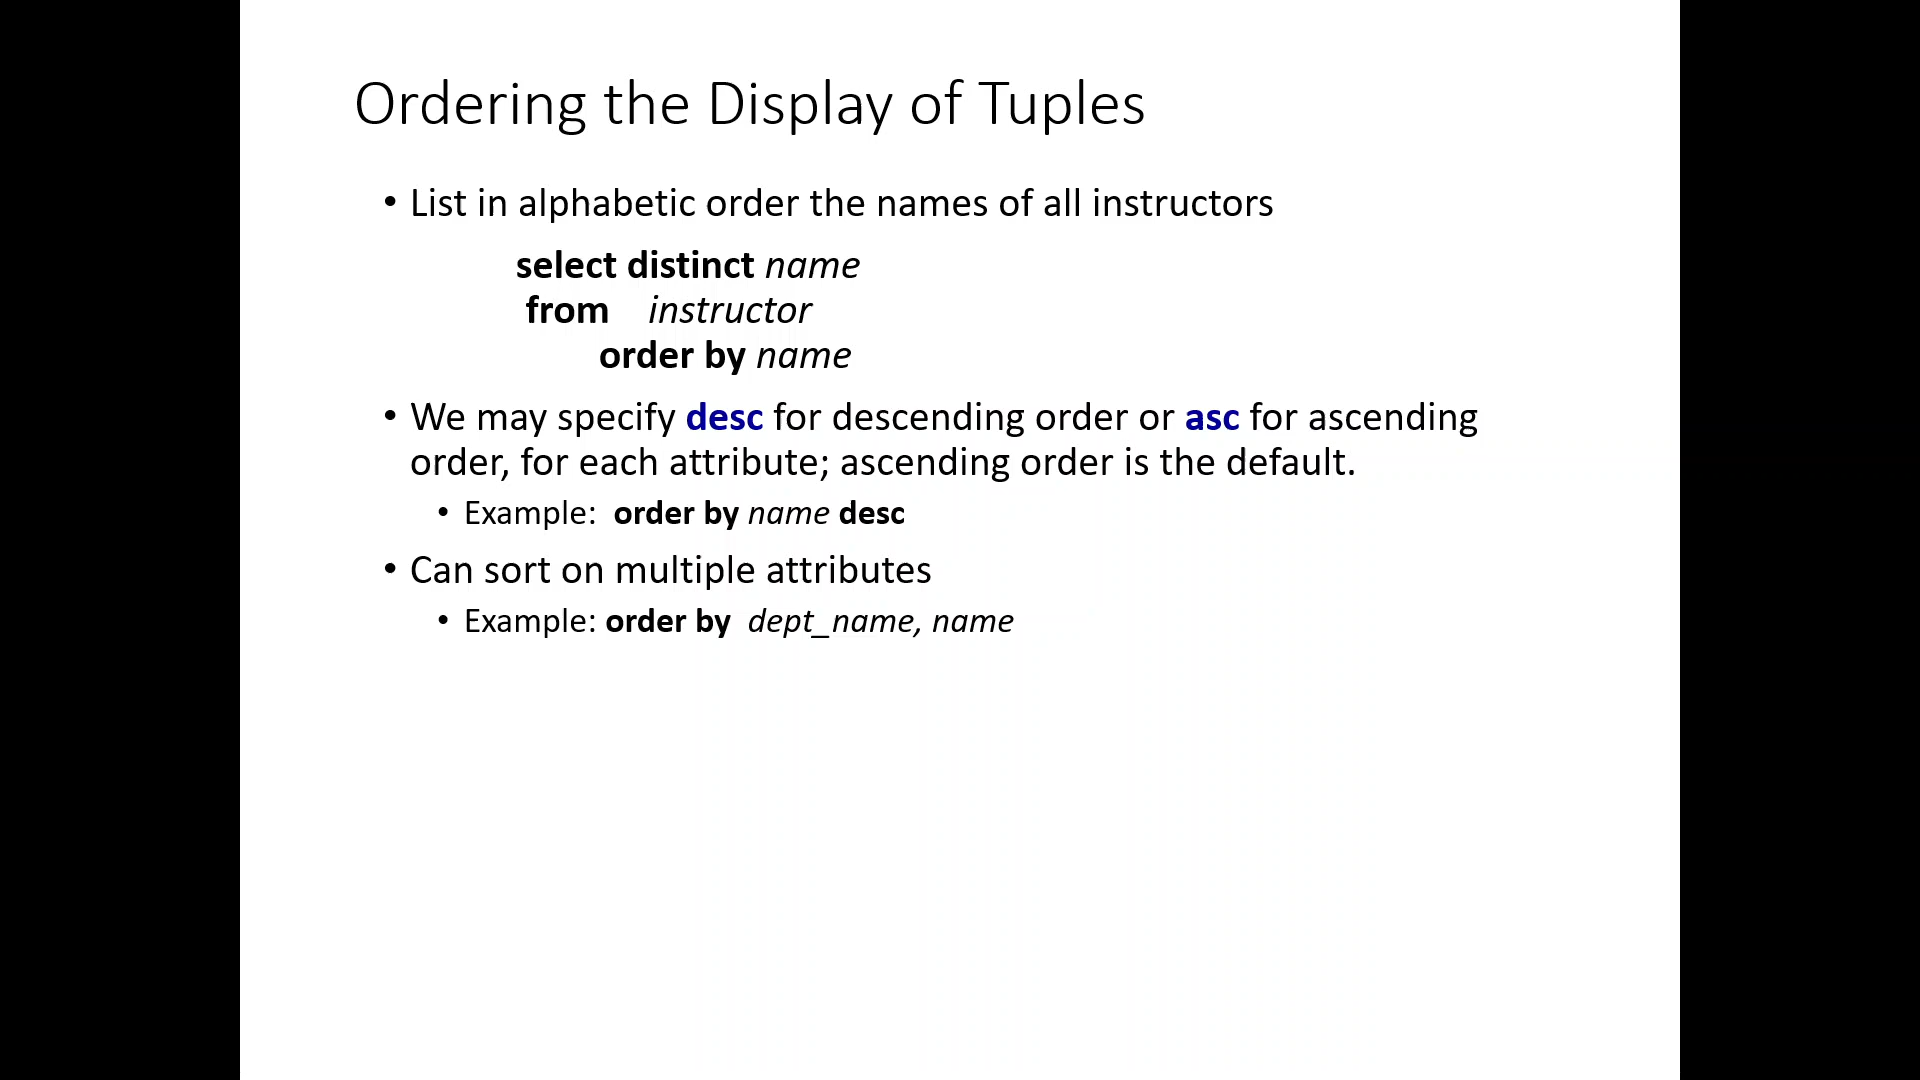 Ordering the Display of Tuples
• List in alphabetic order the names of all instructors
select distinct name
from instructor
order by name
• We may specify desc for descending order or asc for ascending
order, for each attribute; ascending order is the default.
• Example: order by name desc
• Can sort on multiple attributes
• Example: order by dept_name, name